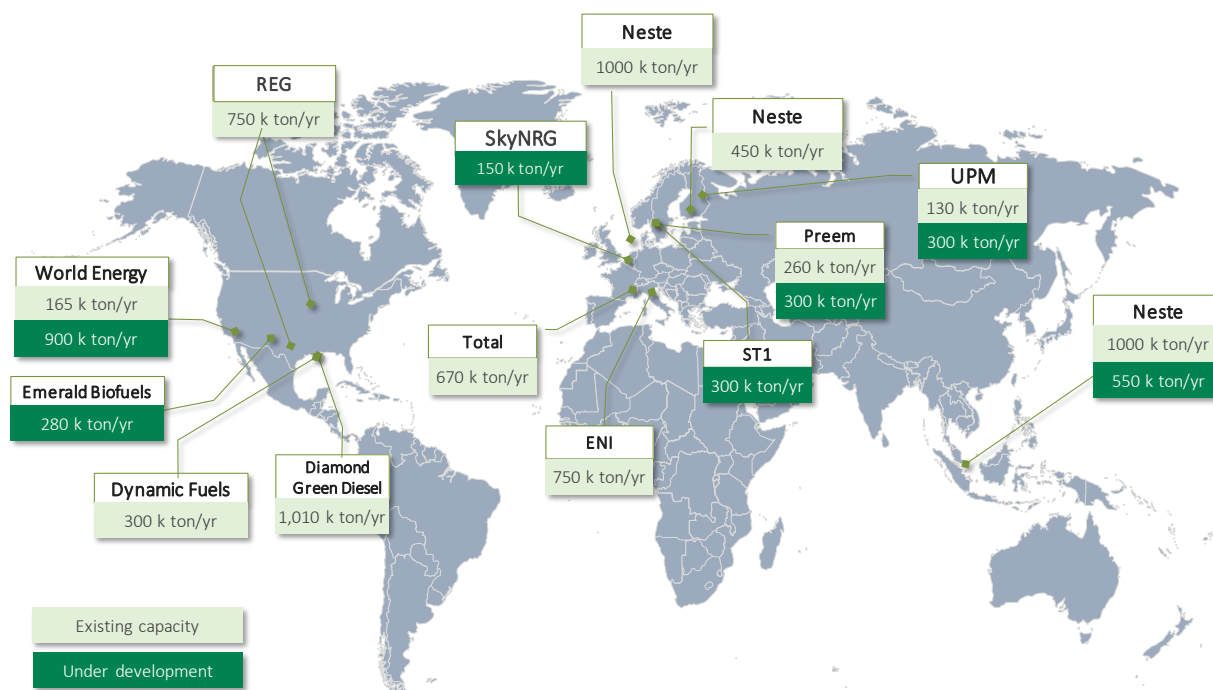 Neste
1000 k ton/yr
REG
750 k ton/yr
Neste
450 k ton/yr
SkyNRG
150 k ton/yr
UPM
130 k ton/yr
300 k ton/yr
Preem
260 k ton/yr
300 k ton/yr
World Energy
165 k ton/yr
900 k ton/yr
Neste
1000 k ton/yr
550 k ton/yr
Total
670 k ton/yr
ST1
300 k ton/yr
Emerald Biofuels
280 k ton/yr
ENI
750 k ton/yr
Diamond
Green Diesel
1,010 k ton/yr
Dynamic Fuels
300 k ton/yr
Existing capacity
Under development